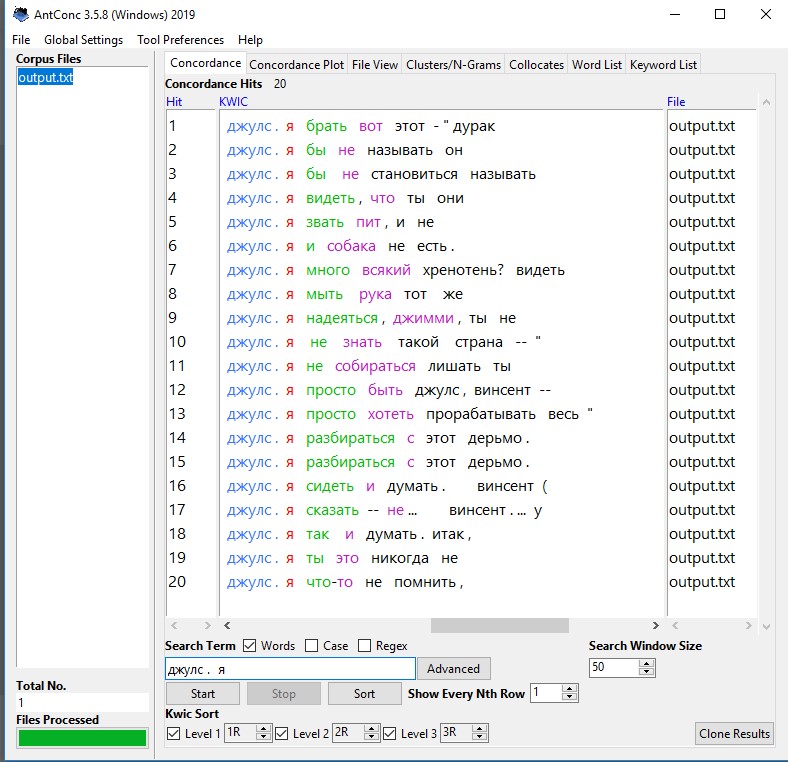 AntConc 3.5.8 (Windows) 2019
File Global Settings Tool Preferences Help
Corpus Files
output.txt
Concordance Concordance Plot File View Clusters/N-Grams Collocates Word List Keyword List
Concordance Hits 20
Hit KWIC File
1 джулс . я брать вот этот - " дурак output.txt
2 джулс . я бы не называть он output.txt
3 джулс . я бы не становиться называть output.txt
4 джулс . я видеть , что ты они output.txt
5 джулс . я звать пит , и не output.txt
6 джулс . я и собака не есть . output.txt
7 джулс . я много всякий хренотень? видеть output.txt
8 джулс . я мыть рука тот же output.txt
9 джулс . я надеяться , джимми , ты не output.txt
10 джулс . я не знать такой страна -- " output.txt
11 джулс . я не собираться лишать ты output.txt
12 джулс . я просто быть джулс , винсент -- output.txt
13 джулс . я просто хотеть прорабатывать весь " output.txt
14 джулс . я разбираться с этот дерьмо . output.txt
15 джулс . я разбираться с этот дерьмо . output.txt
16 джулс . я сидеть и думать . винсент ( output.txt
17 джулс . я сказать -- не ... винсент . ... у output.txt
18 джулс . я так и думать . итак , output.txt
19 джулс . я ты это никогда не output.txt
20 джулс . я что-то не помнить , output.txt
Search Term Words Case Regex Search Window Size
джулс . я Advanced 50
Start Stop Sort Show Every Nth Row 1
Kwic Sort
Level 1 1R Level 2 2R Level 3 3R Clone Results
Total No.
1
Files Processed